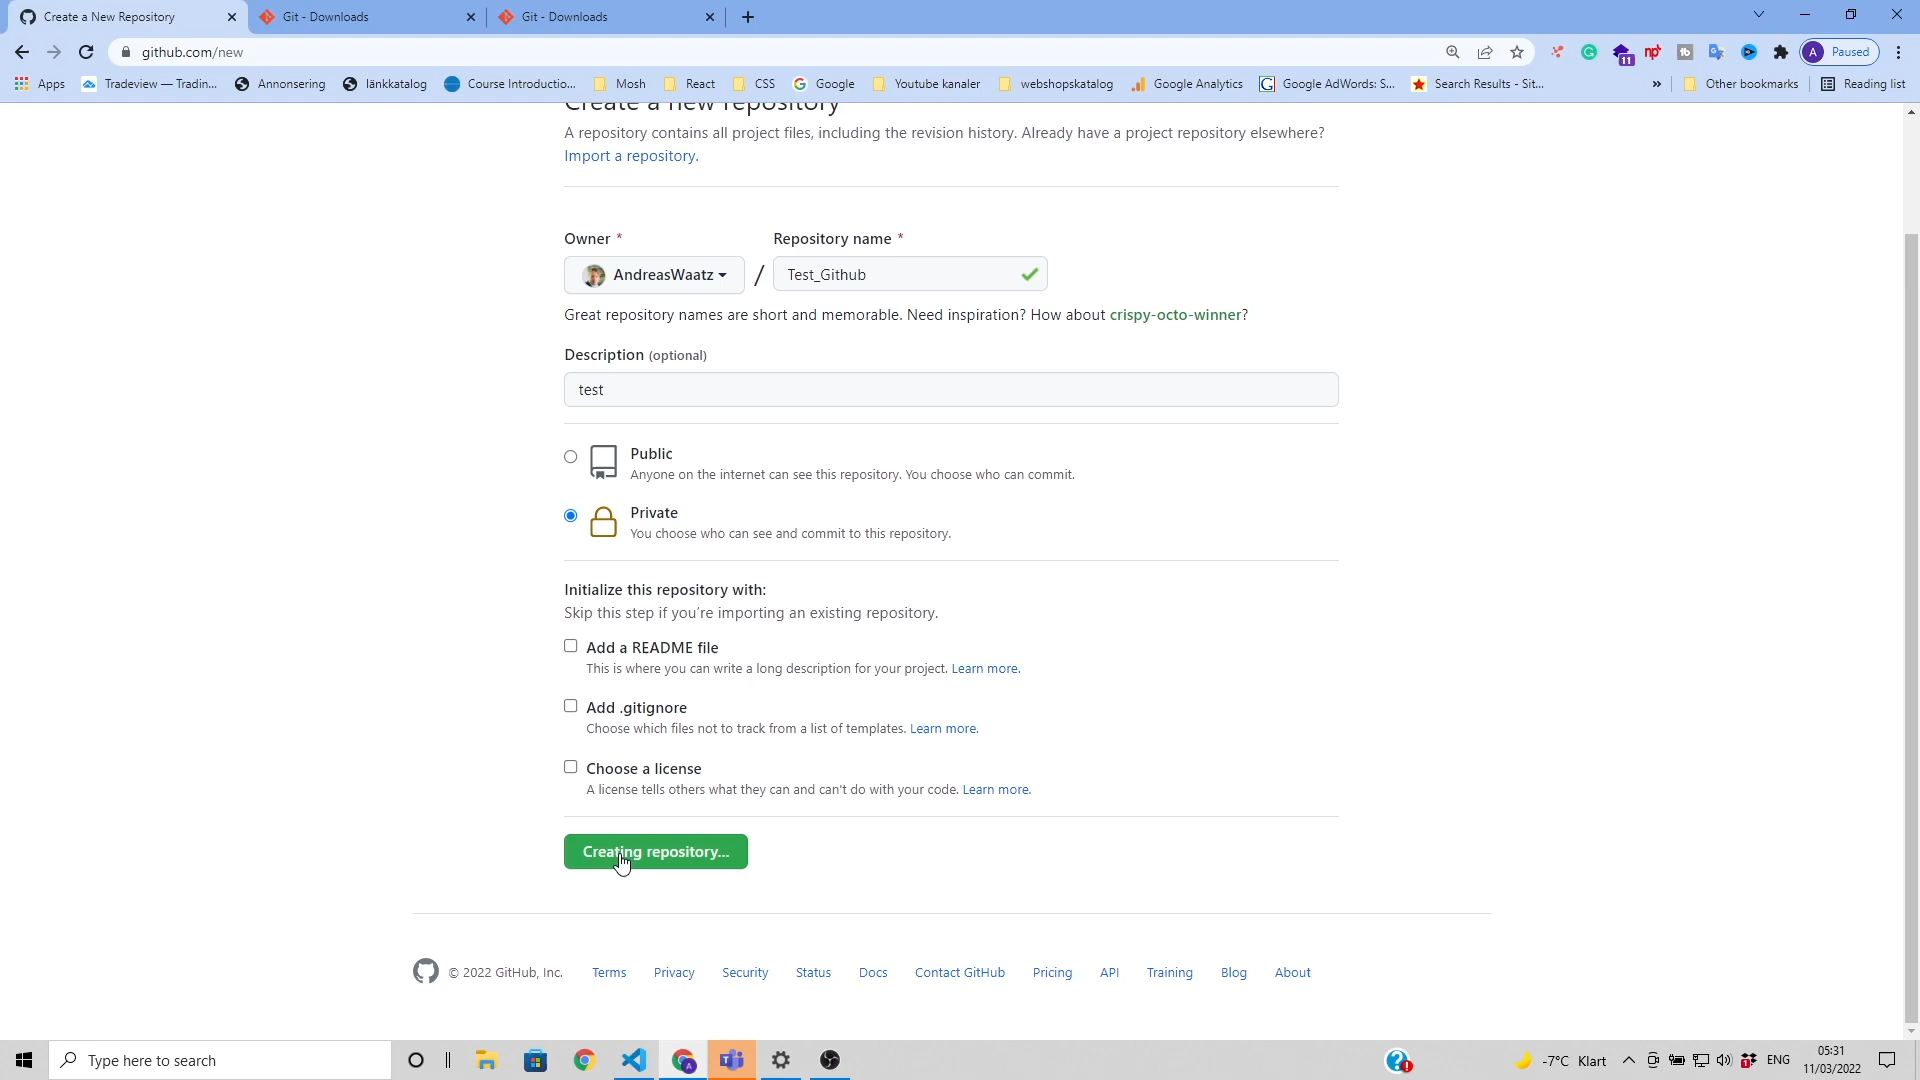 Create a New Repository
Git - Downloads
Git - Downloads
github.com/new
11
A
Paused
Apps
Tradeview — Tradin...
Annonsering
länkkatalog
Course Introductio...
Mosh
React
CSS
Google
Youtube kanaler
webshopskatalog
Google Analytics
Google AdWords: S...
Search Results - Sit...
»
Other bookmarks
Reading list
Create a new repository
A repository contains all project files, including the revision history. Already have a project repository elsewhere?
Import a repository.
Owner *
Repository name *
AndreasWaatz
/
Test_Github
Great repository names are short and memorable. Need inspiration? How about crispy-octo-winner?
Description (optional)
test
Public
Anyone on the internet can see this repository. You choose who can commit.
Private
You choose who can see and commit to this repository.
Initialize this repository with:
Skip this step if you're importing an existing repository.
Add a README file
This is where you can write a long description for your project. Learn more.
Add .gitignore
Choose which files not to track from a list of templates. Learn more.
Choose a license
A license tells others what they can and can't do with your code. Learn more.
Creating repository...
© 2022 GitHub, Inc.
Terms
Privacy
Security
Status
Docs
Contact GitHub
Pricing
API
Training
Blog
About
Type here to search
-7°C Klart
ENG
05:31
11/03/2022